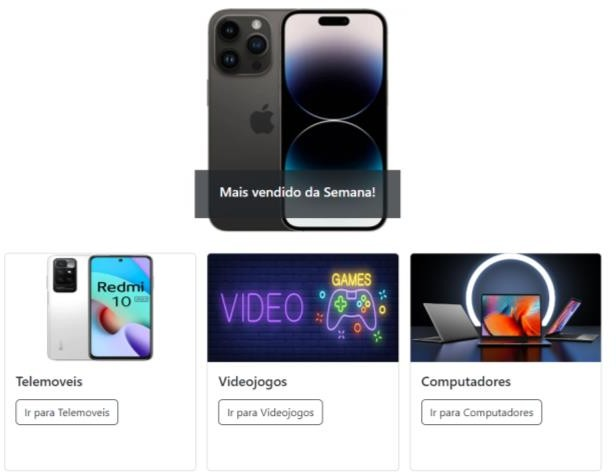 Mais vendido da Semana!
Redmi
10
VIDEO
GAMES
Telemoveis
Videojogos
Computadores
Ir para Telemoveis
Ir para Videojogos
Ir para Computadores